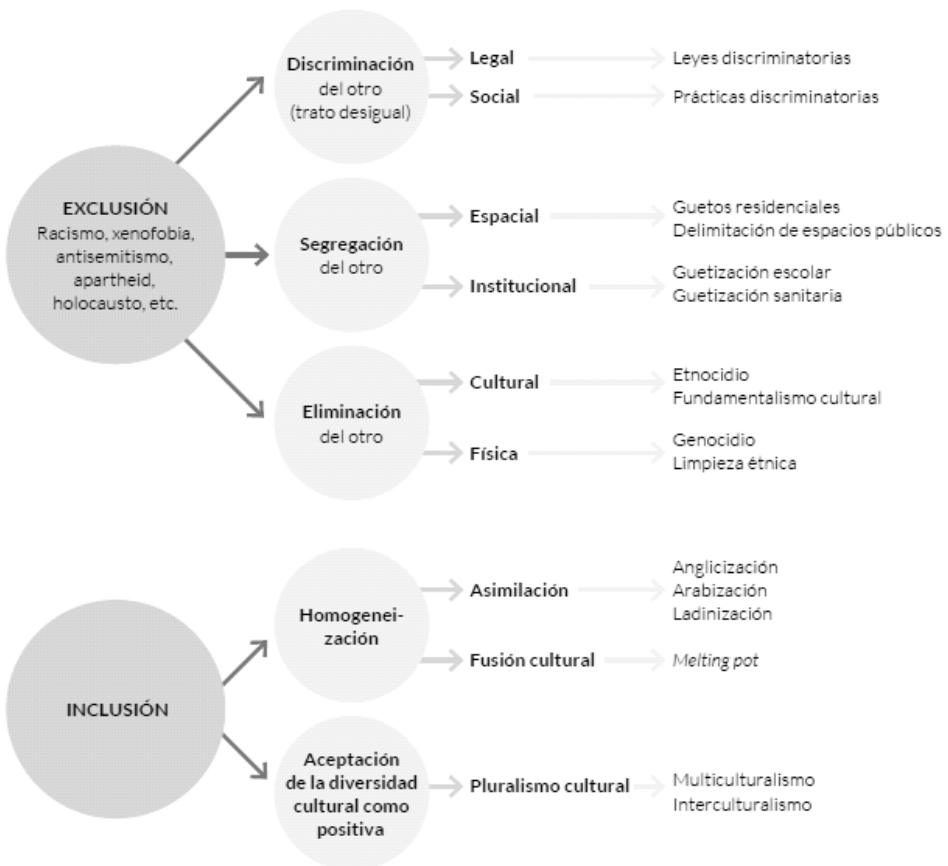 Discriminación
del otro
(trato desigual)
Legal
Leyes discriminatorias
Social
Prácticas discriminatorias
EXCLUSIÓN
Racismo, xenofobia,
antisemitismo,
apartheid,
holocausto, etc.
Segregación
del otro
Espacial
Guetos residenciales
Delimitación de espacios públicos
Institucional
Guetización escolar
Guetización sanitaria
Eliminación
del otro
Cultural
Etnocidio
Fundamentalismo cultural
Física
Genocidio
Limpieza étnica
INCLUSIÓN
Homogenei-
zación
Asimilación
Anglicización
Arabización
Ladinización
Fusión cultural
Melting pot
Aceptación
de la diversidad
cultural como
positiva
Pluralismo cultural
Multiculturalismo
Interculturalismo